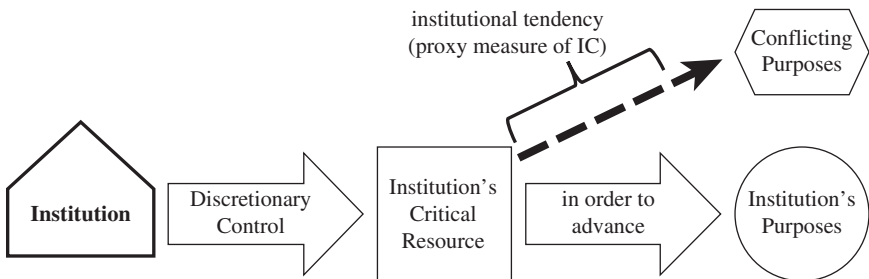 institutional tendency
(proxy measure of IC)
Conflicting
Purposes
Institution
Discretionary
Control
Institution's
Critical
Resource
in order to
advance
Institution's
Purposes